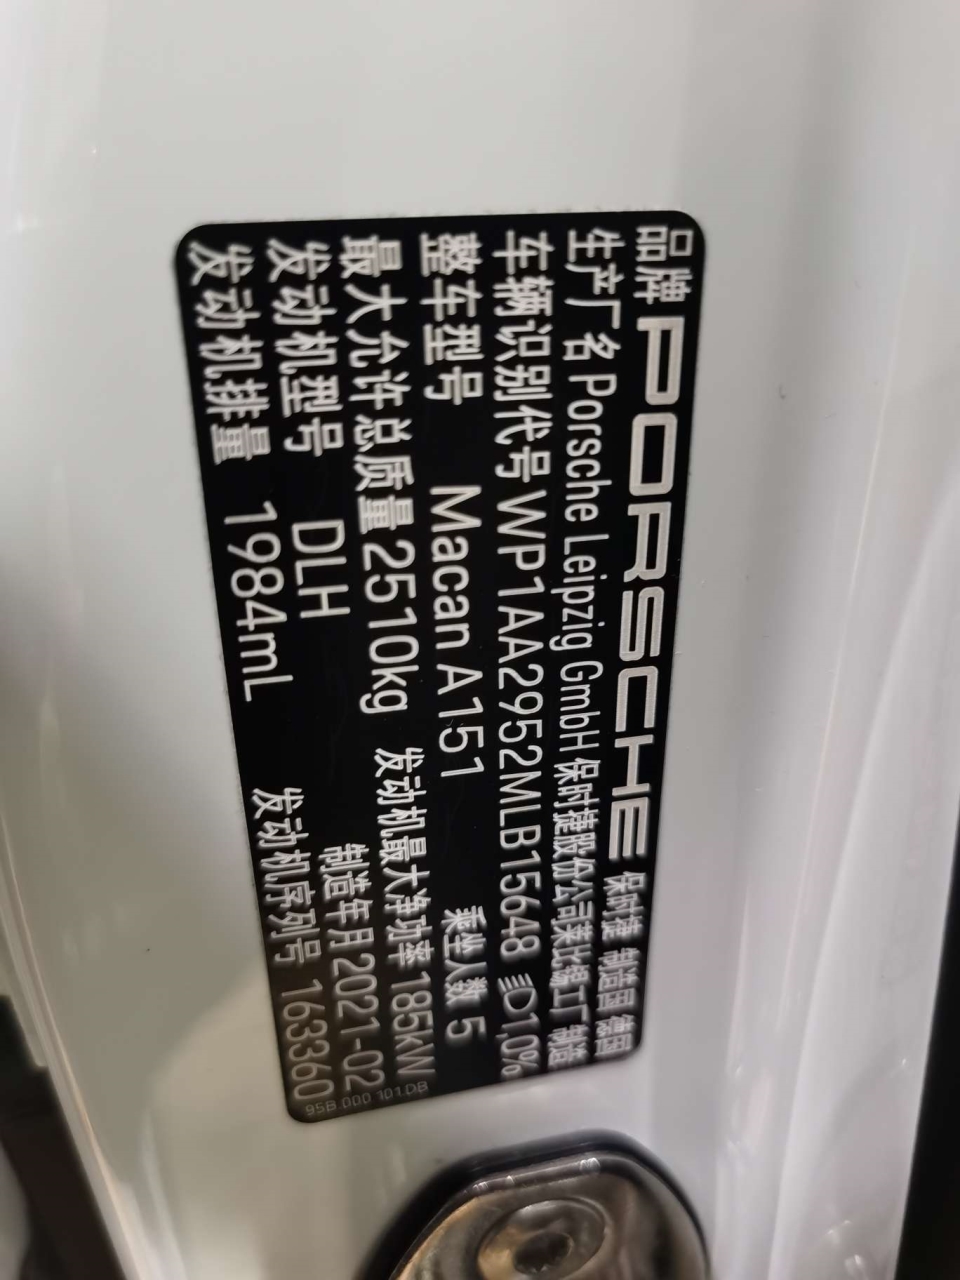 品牌 PORSCHE 保时捷 制造国 德国
生产厂名 Porsche Leipzig GmbH 保时捷股份公司莱比锡工厂 制造
车辆识别代号 WP1AA2952MLB15648 1,0%
整车型号 Macan A151 乘坐人数 5
最大允许总质量 2510kg 发动机最大净功率 185kW
发动机型号 DLH 制造年月 2021-02
发动机排量 1984mL 发动机序列号 163360
95B.000 101.DB